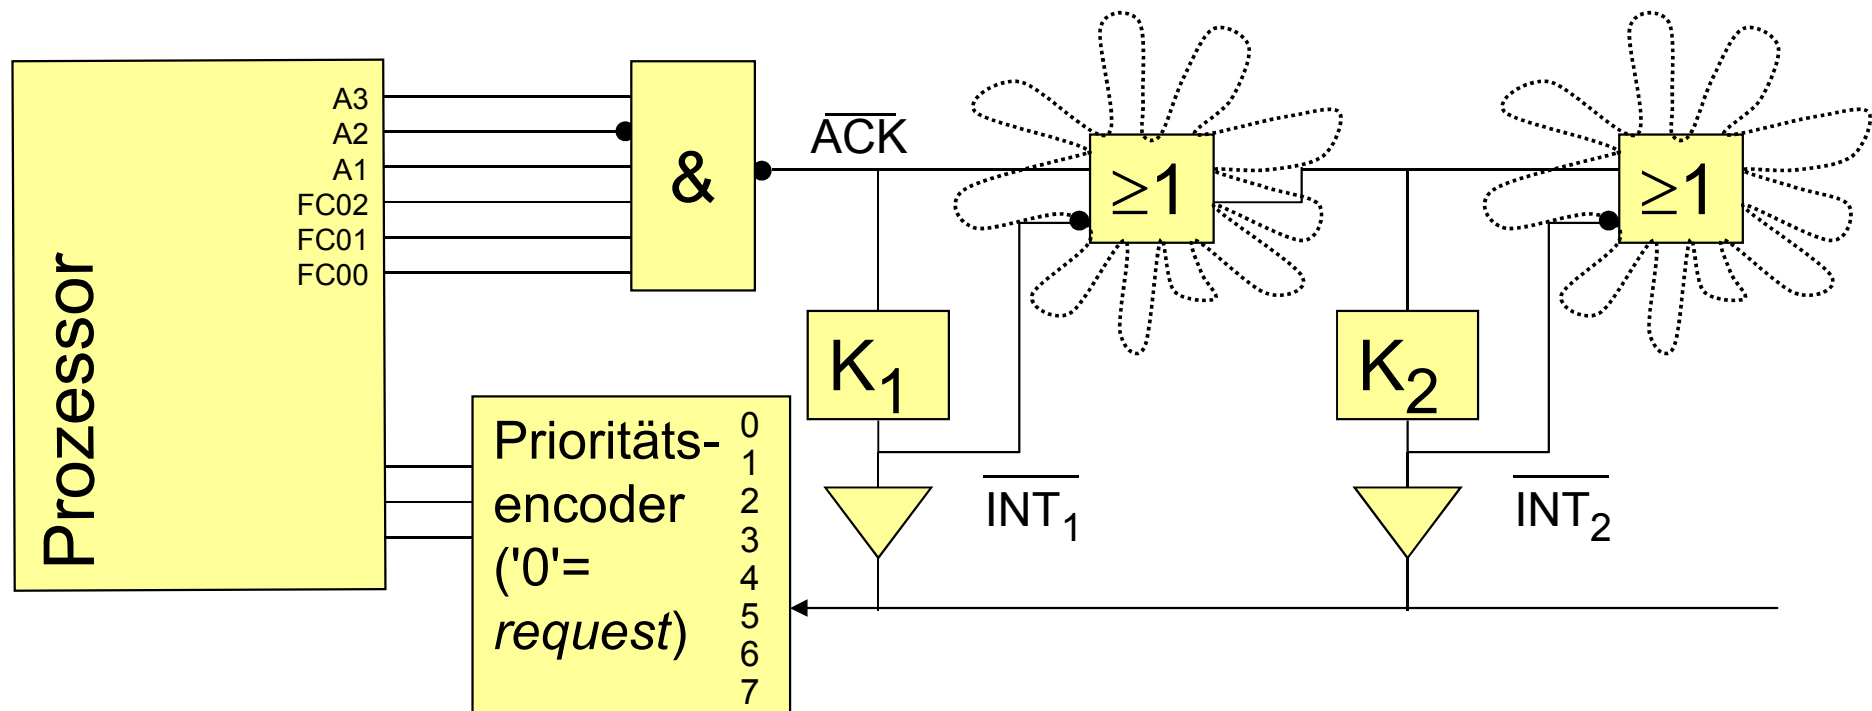 Prozessor
A3
A2
A1
FC02
FC01
FC00
&
ACK
≥1
≥1
K1
K2
Prioritäts-
encoder
('0'=
request)
0
1
2
3
4
5
6
7
INT1
INT2